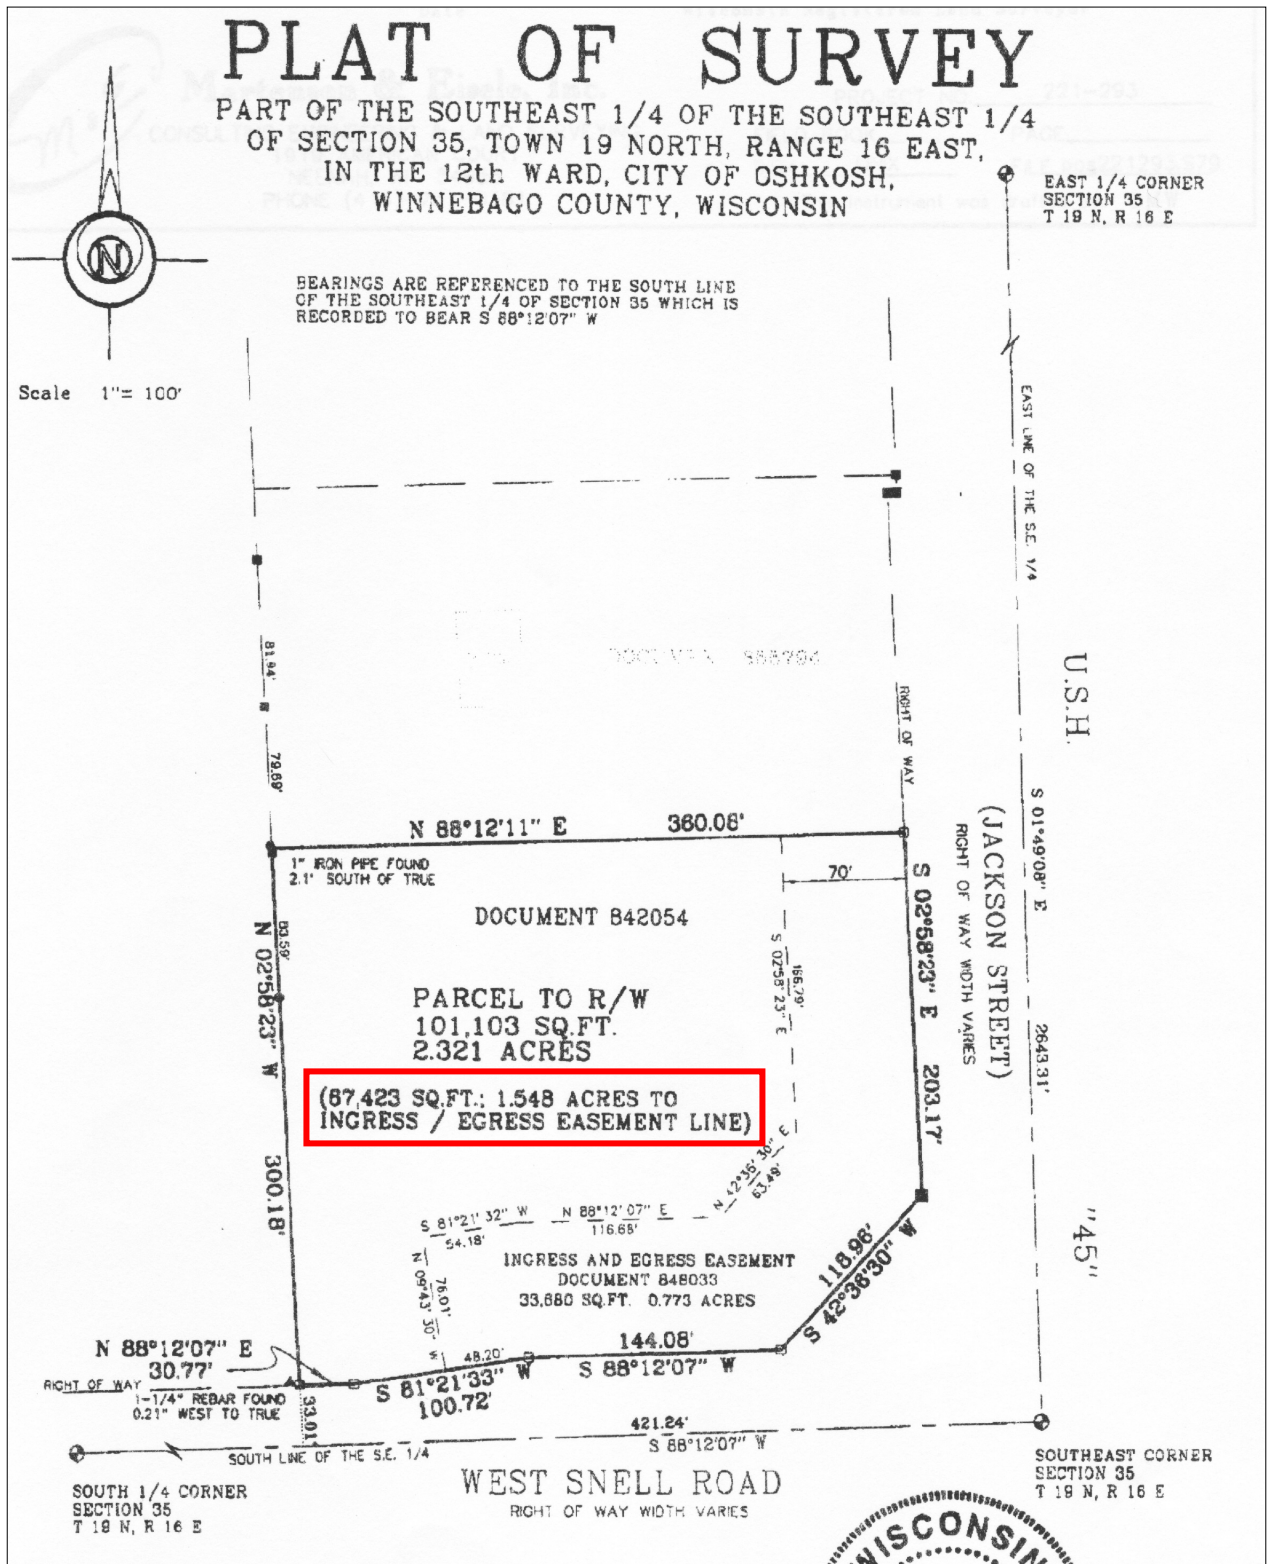 PLAT OF SURVEY
PART OF THE SOUTHEAST 1/4 OF THE SOUTHEAST 1/4
OF SECTION 35, TOWN 19 NORTH, RANGE 16 EAST,
IN THE 12th WARD, CITY OF OSHKOSH,
WINNEBAGO COUNTY, WISCONSIN
221-293
EAST 1/4 CORNER
SECTION 35
T 19 N, R 16 E
N
BEARINGS ARE REFERENCED TO THE SOUTH LINE
OF THE SOUTHEAST 1/4 OF SECTION 35 WHICH IS
RECORDED TO BEAR S 88°12'07" W
Scale 1"= 100'
EAST LINE OF THE S.E. 1/4
81.94'
79.69'
RIGHT OF WAY
U.S.H.
"45"
(JACKSON STREET)
RIGHT OF WAY WIDTH VARIES
S 01°49'08" E 2643.31'
N 88°12'11" E 360.06'
1" IRON PIPE FOUND
2.1' SOUTH OF TRUE
70'
DOCUMENT 842054
83.59'
N 02°58'23" W 300.18'
S 02°58'23" E 203.17'
S 02°58'23" E
166.79'
PARCEL TO R/W
101,103 SQ.FT.
2.321 ACRES
(67,423 SQ.FT.; 1.548 ACRES TO
INGRESS / EGRESS EASEMENT LINE)
N 42°36'30" E
63.49'
S 81°21'32" W
54.18'
N 88°12'07" E
116.68'
N 09°43'30" W
76.01'
INGRESS AND EGRESS EASEMENT
DOCUMENT 848033
33,680 SQ.FT. 0.773 ACRES
118.96'
S 42°36'30" W
144.08'
S 88°12'07" W
48.20'
S 81°21'33" W
100.72'
N 88°12'07" E
30.77'
RIGHT OF WAY
1-1/4" REBAR FOUND
0.21" WEST TO TRUE
33.01'
421.24'
S 88°12'07" W
SOUTH LINE OF THE S.E. 1/4
WEST SNELL ROAD
RIGHT OF WAY WIDTH VARIES
SOUTH 1/4 CORNER
SECTION 35
T 19 N, R 16 E
SOUTHEAST CORNER
SECTION 35
T 19 N, R 16 E
WISCONSIN